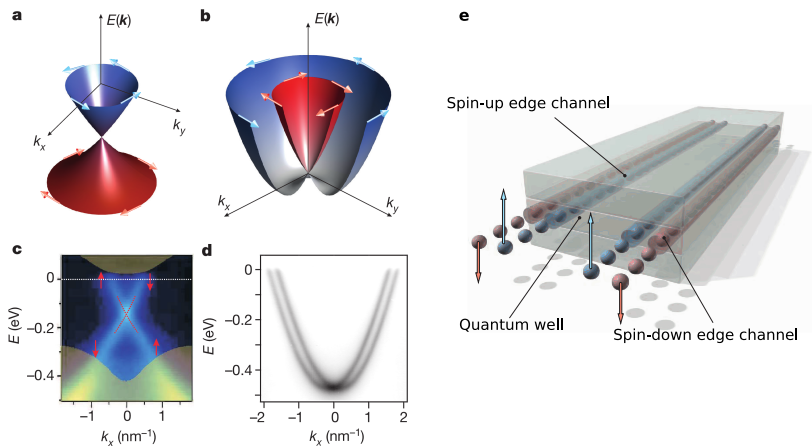 a
E(k)
k_x
k_y
b
E(k)
k_x
k_y
c
E (eV)
0
−0.2
−0.4
−1
0
1
k_x (nm⁻¹)
d
E (eV)
0
−0.2
−0.4
−2
−1
0
1
2
k_x (nm⁻¹)
e
Spin-up edge channel
Quantum well
Spin-down edge channel